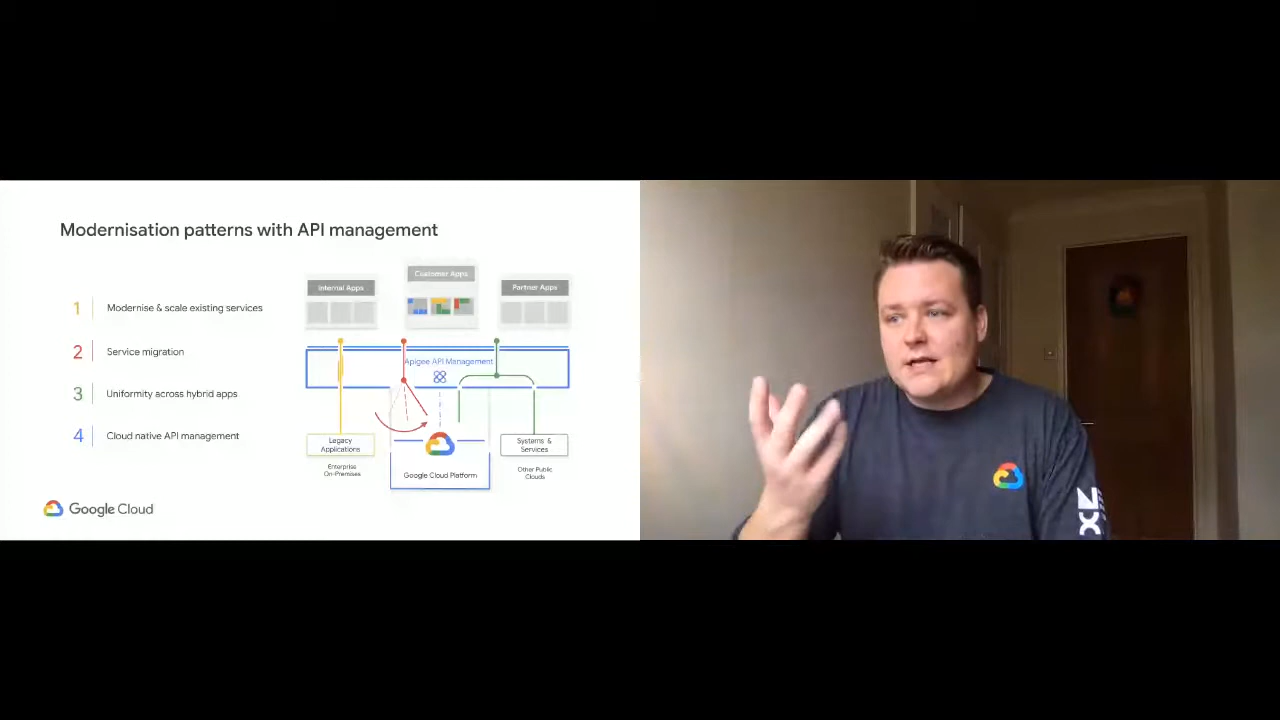 Modernisation patterns with API management
1
Modernise & scale existing services
2
Service migration
3
Uniformity across hybrid apps
4
Cloud native API management
Internal Apps
Customer Apps
Partner Apps
Apigee API Management
Legacy
Applications
Enterprise
On-Premises
Google Cloud Platform
Systems &
Services
Other Public
Clouds
Google Cloud